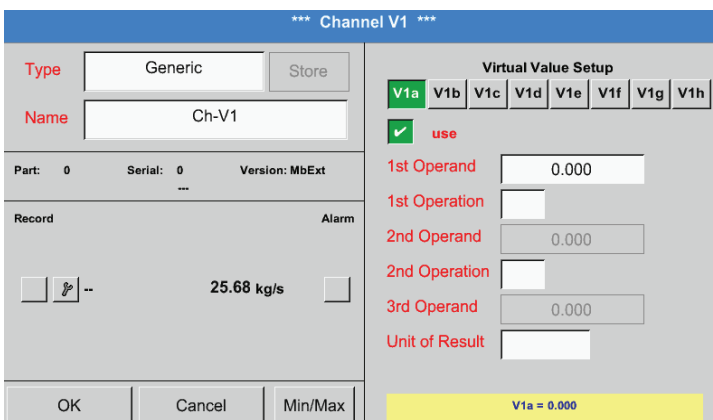 *** Channel V1 ***
Type Generic Store
Name Ch-V1
Part: 0 Serial: 0 Version: MbExt
---
Record Alarm
-- 25.68 kg/s
OK Cancel Min/Max
Virtual Value Setup
V1a V1b V1c V1d V1e V1f V1g V1h
use
1st Operand 0.000
1st Operation
2nd Operand 0.000
2nd Operation
3rd Operand 0.000
Unit of Result
V1a = 0.000